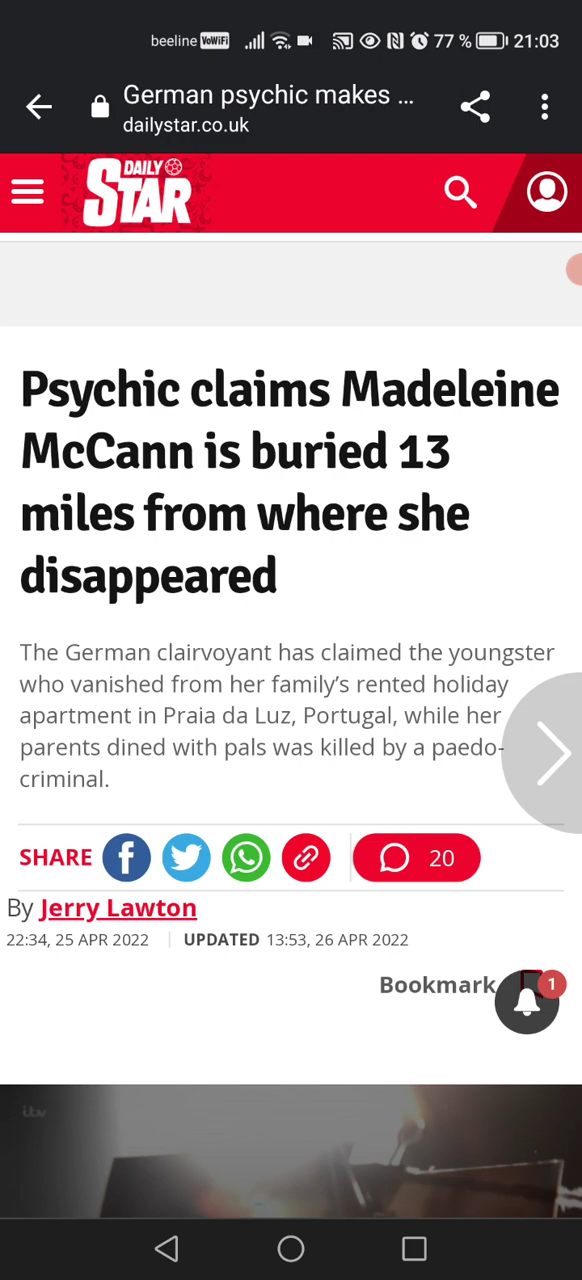 beeline VoWiFi 77 % 21:03
German psychic makes ...
dailystar.co.uk
DAILY
STAR
Psychic claims Madeleine
McCann is buried 13
miles from where she
disappeared
The German clairvoyant has claimed the youngster
who vanished from her family’s rented holiday
apartment in Praia da Luz, Portugal, while her
parents dined with pals was killed by a paedo-
criminal.
SHARE 20
By Jerry Lawton
22:34, 25 APR 2022 UPDATED 13:53, 26 APR 2022
Bookmark 1
itv